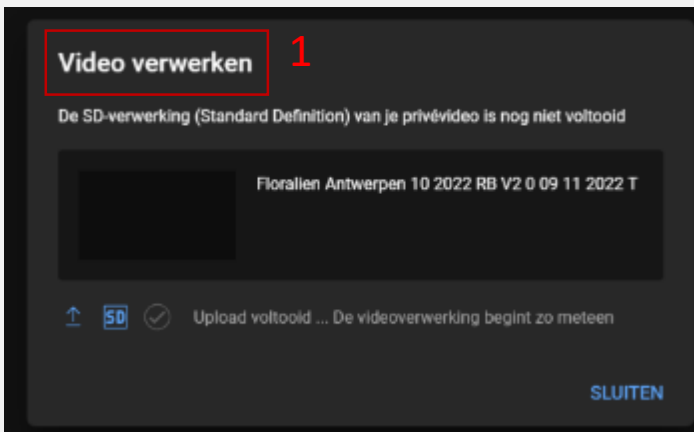 Video verwerken
1
De SD-verwerking (Standard Definition) van je privévideo is nog niet voltooid
Floralien Antwerpen 10 2022 RB V2 0 09 11 2022 T
SD Upload voltooid ... De videoverwerking begint zo meteen
SLUITEN